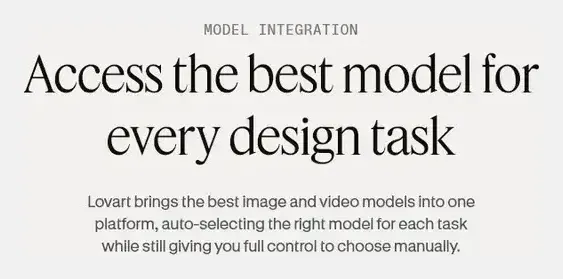 MODEL INTEGRATION
Access the best model for
every design task
Lovart brings the best image and video models into one
platform, auto-selecting the right model for each task
while still giving you full control to choose manually.